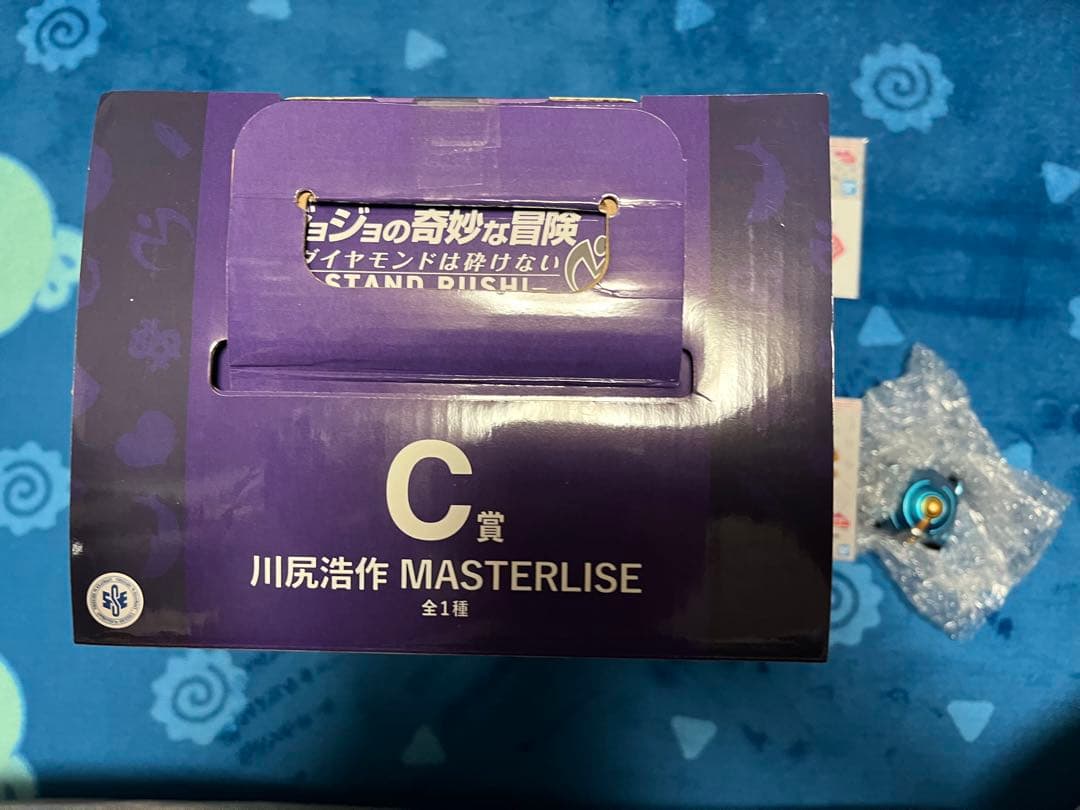 ョジョの奇妙な冒険
ダイヤモンドは砕けない
STAND RUSH!
C賞
川尻浩作 MASTERLISE
全1種